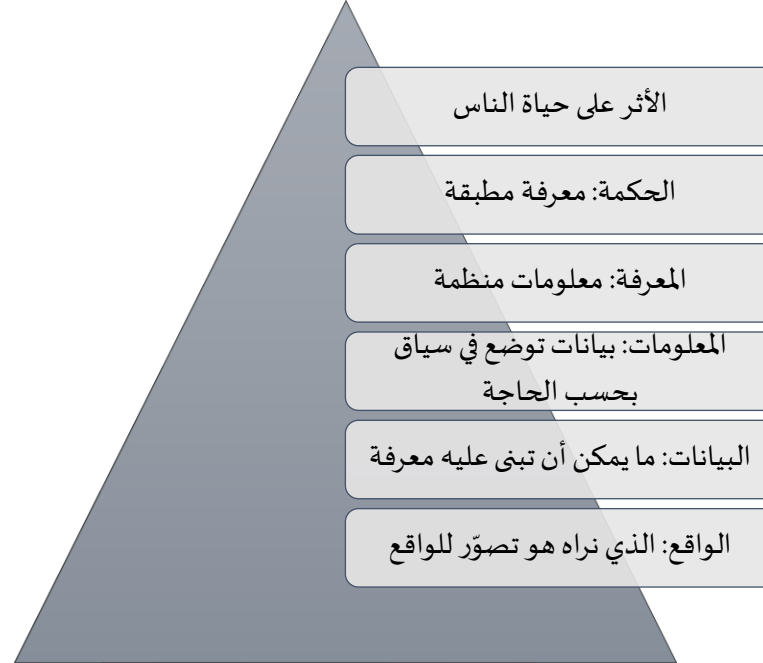 الأثر على حياة الناس
الحكمة: معرفة مطبقة
المعرفة: معلومات منظمة
المعلومات: بيانات توضع في سياق
بحسب الحاجة
البيانات: ما يمكن أن تبنى عليه معرفة
الواقع: الذي نراه هو تصوّر للواقع